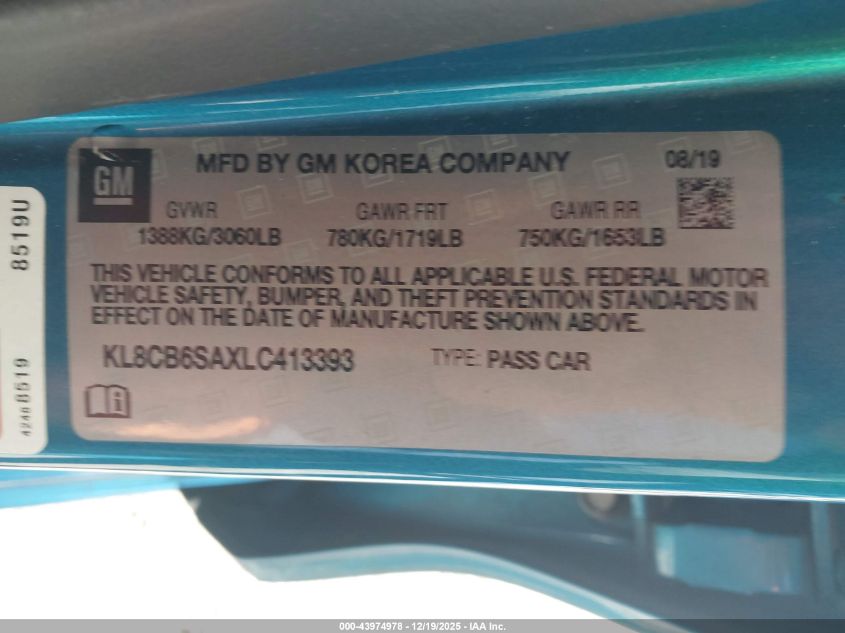 GM
MFD BY GM KOREA COMPANY 08/19
GVWR GAWR FRT GAWR RR
1388KG/3060LB 780KG/1719LB 750KG/1653LB
THIS VEHICLE CONFORMS TO ALL APPLICABLE U.S. FEDERAL MOTOR
VEHICLE SAFETY, BUMPER, AND THEFT PREVENTION STANDARDS IN
EFFECT ON THE DATE OF MANUFACTURE SHOWN ABOVE.
KL8CB6SAXLC413393 TYPE: PASS CAR
8519U
4248 8519
000-43974978 - 12/19/2025 - IAA Inc.